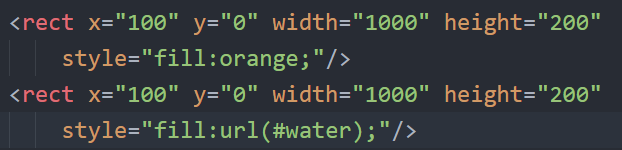 <rect x="100" y="0" width="1000" height="200"
style="fill:orange;"/>
<rect x="100" y="0" width="1000" height="200"
style="fill:url(#water);"/>